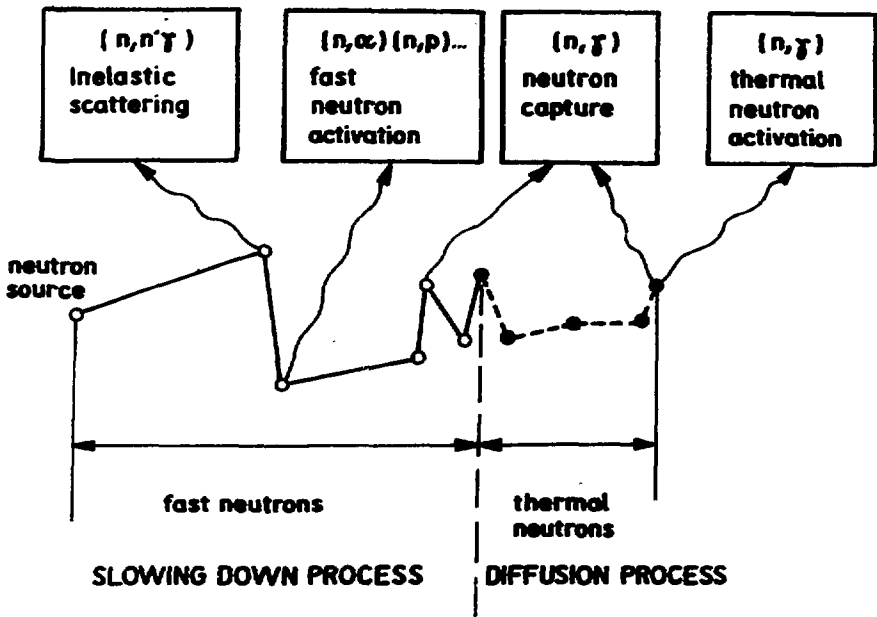 (n,n'γ)
Inelastic
scattering
(n,α)(n,p)...
fast
neutron
activation
(n,γ)
neutron
capture
(n,γ)
thermal
neutron
activation
neutron
source
fast neutrons
thermal
neutrons
SLOWING DOWN PROCESS
DIFFUSION PROCESS